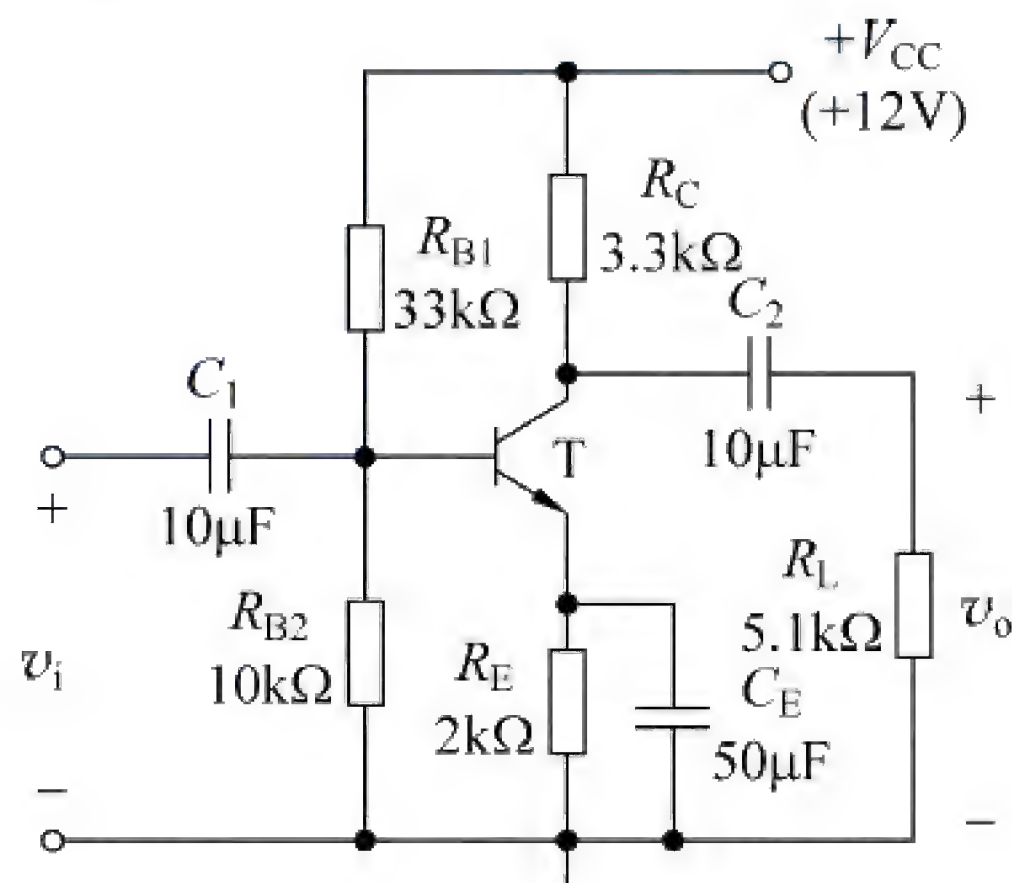 +V_CC
(+12V)
R_C
3.3kΩ
R_B1
33kΩ
C_2
C_1
+
T
10μF
+
10μF
R_L
R_B2
v_o
5.1kΩ
v_i
R_E
10kΩ
C_E
2kΩ
50μF
−
−